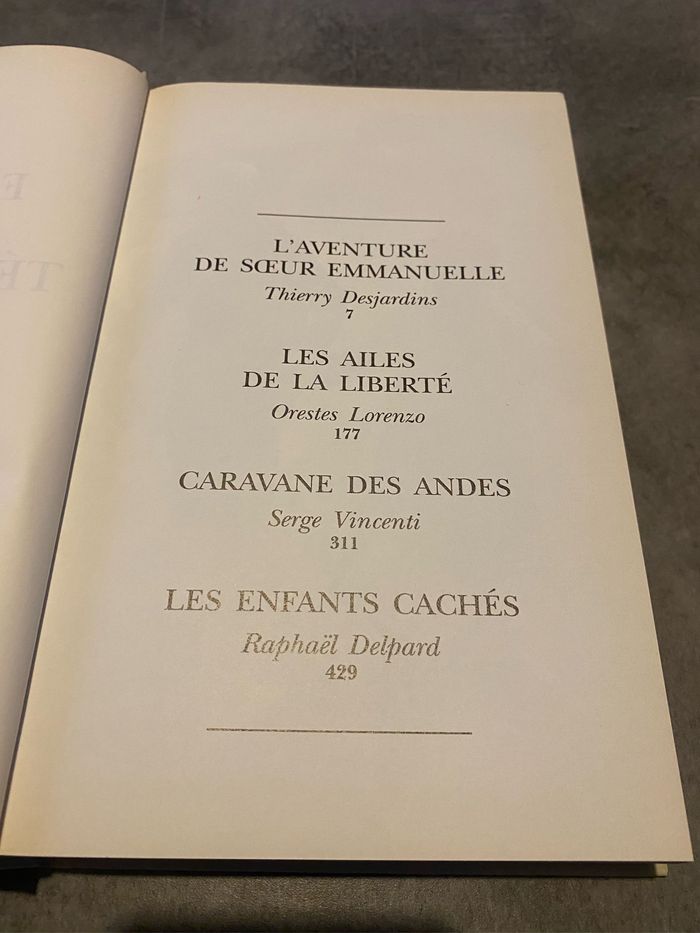 L'AVENTURE
DE SŒUR EMMANUELLE
Thierry Desjardins
7
LES AILES
DE LA LIBERTÉ
Orestes Lorenzo
177
CARAVANE DES ANDES
Serge Vincenti
311
LES ENFANTS CACHÉS
Raphaël Delpard
429